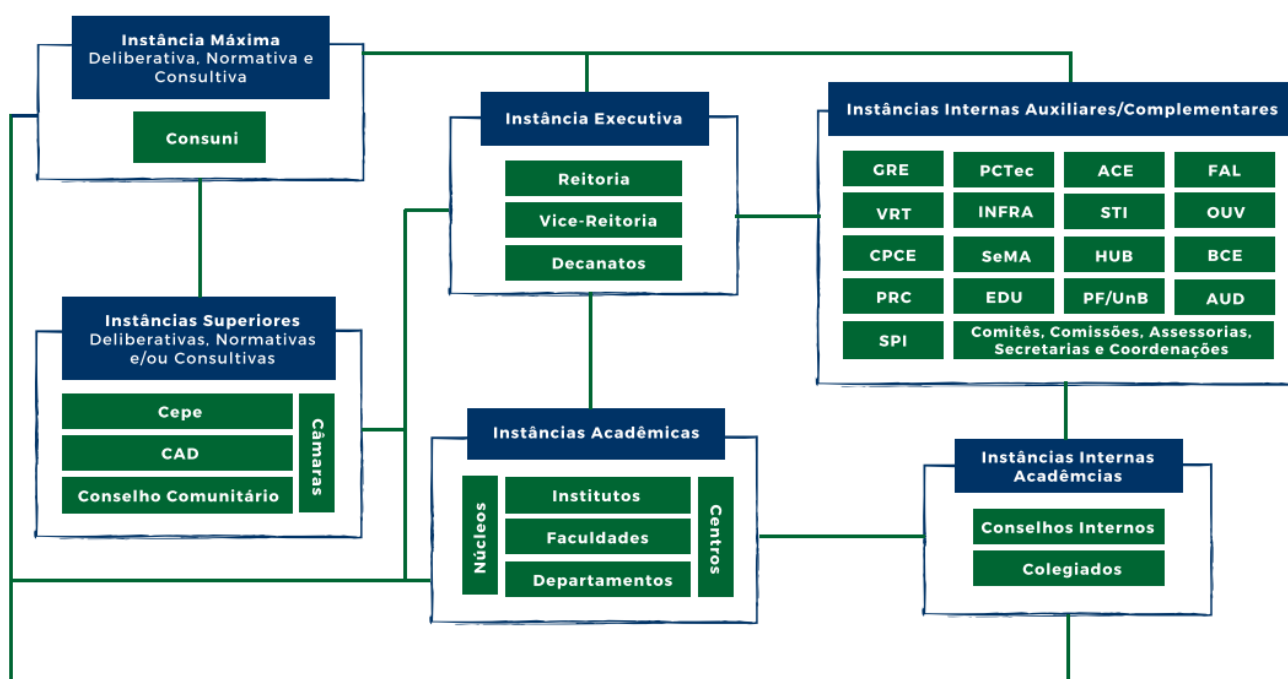 Instância Máxima
Deliberativa, Normativa e
Consultiva
Consuni
Instância Executiva
Reitoria
Vice-Reitoria
Decanatos
Instâncias Internas Auxiliares/Complementares
GRE
PCTec
ACE
FAL
VRT
INFRA
STI
OUV
CPCE
SeMA
HUB
BCE
PRC
EDU
PF/UnB
AUD
SPI
Comitês, Comissões, Assessorias,
Secretarias e Coordenações
Instâncias Superiores
Deliberativas, Normativas
e/ou Consultivas
Cepe
CAD
Conselho Comunitário
Câmaras
Instâncias Acadêmicas
Núcleos
Institutos
Faculdades
Departamentos
Centros
Instâncias Internas
Acadêmcias
Conselhos Internos
Colegiados